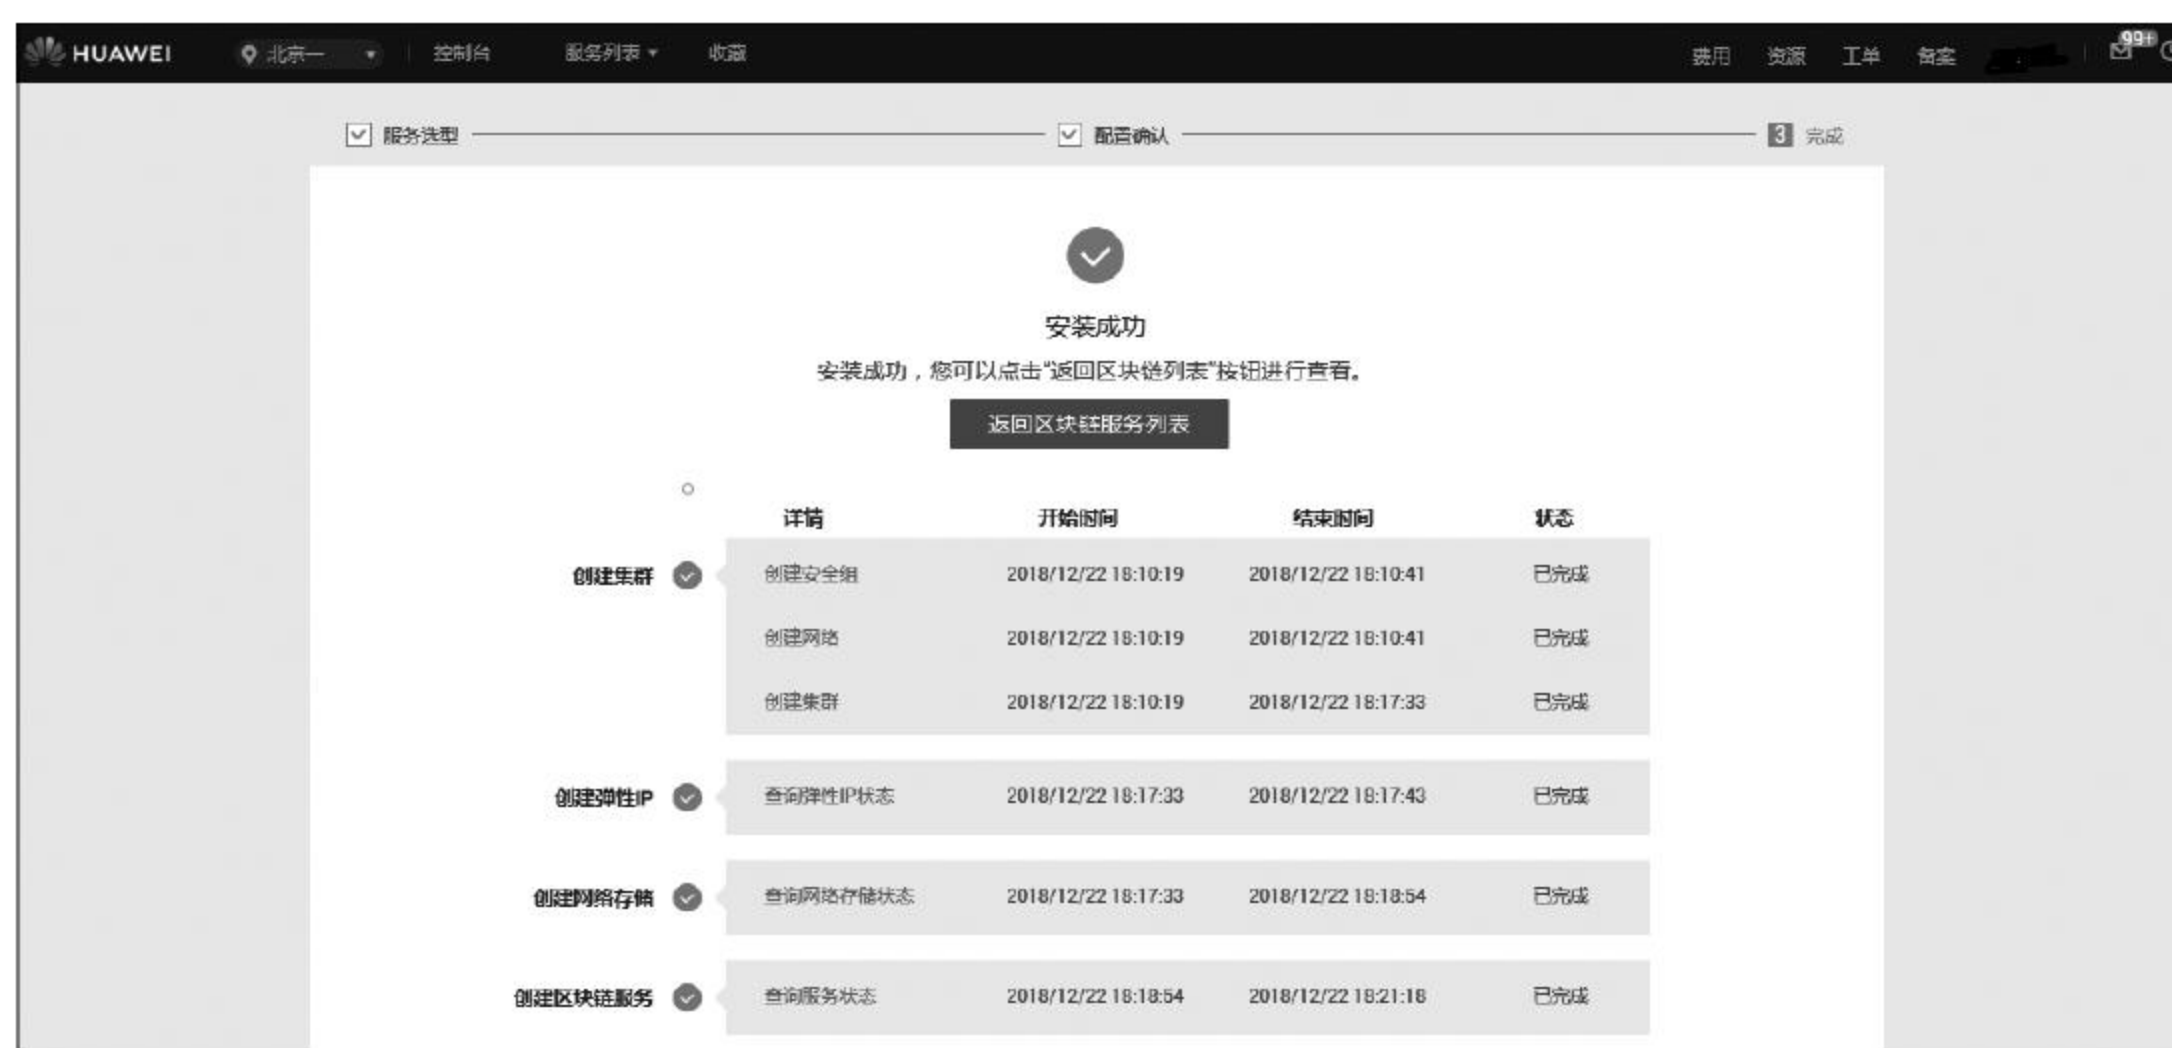 HUAWEI 北京一 控制台 服务列表 收藏 费用 资源 工单 备案 99+
服务选型 配置确认 3 完成
安装成功
安装成功，您可以点击“返回区块链列表”按钮进行查看。
返回区块链服务列表
详情 开始时间 结束时间 状态
创建集群 创建安全组 2018/12/22 18:10:19 2018/12/22 18:10:41 已完成
创建网络 2018/12/22 18:10:19 2018/12/22 18:10:41 已完成
创建集群 2018/12/22 18:10:19 2018/12/22 18:17:33 已完成
创建弹性IP 查询弹性IP状态 2018/12/22 18:17:33 2018/12/22 18:17:43 已完成
创建网络存储 查询网络存储状态 2018/12/22 18:17:33 2018/12/22 18:18:54 已完成
创建区块链服务 查询服务状态 2018/12/22 18:18:54 2018/12/22 18:21:18 已完成